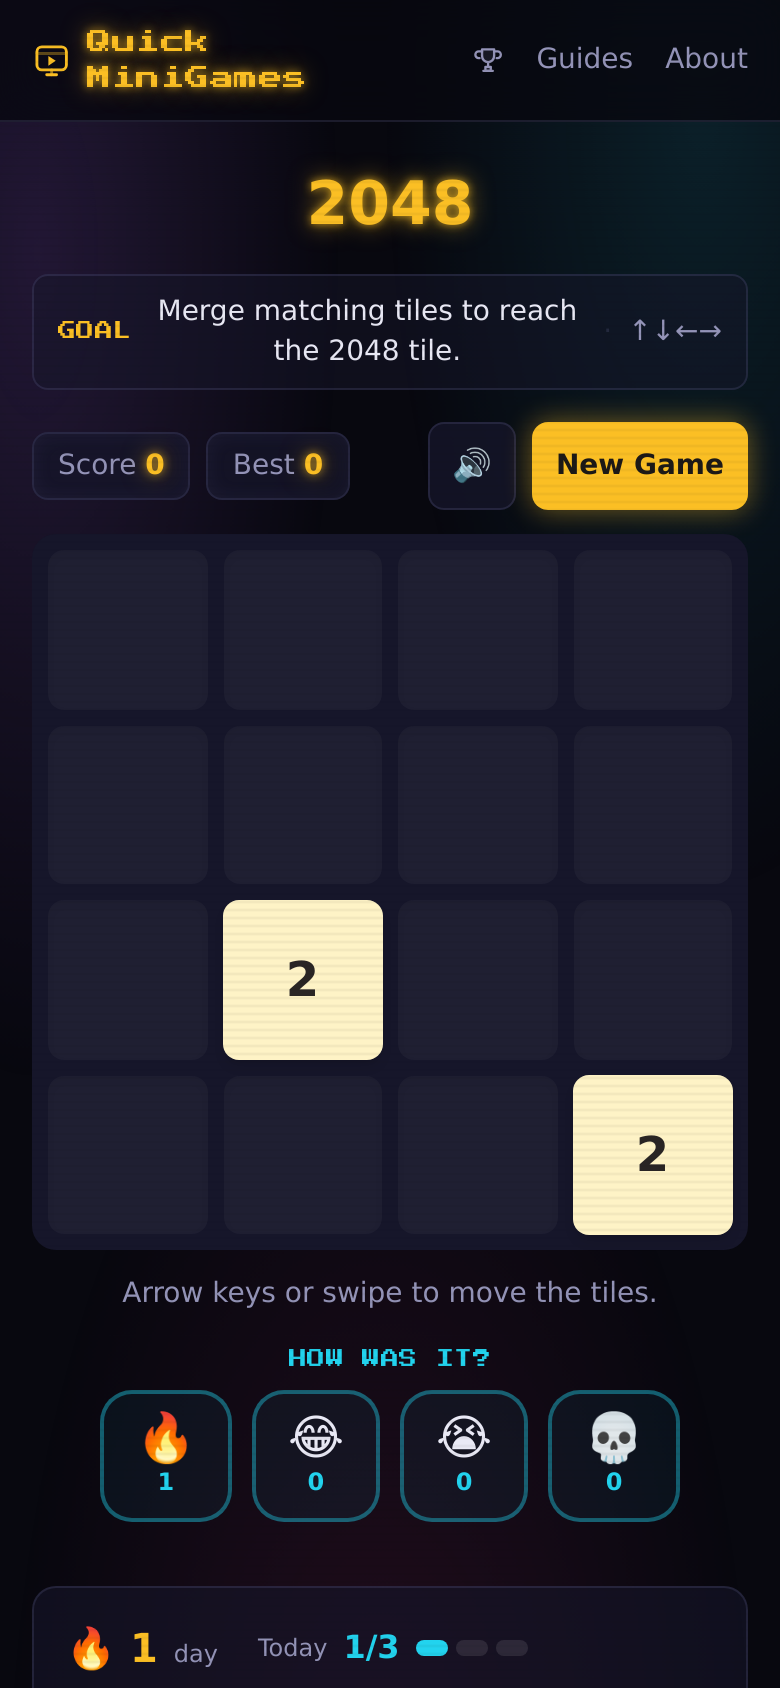 Quick
MiniGames
Guides
About
2048
GOAL
Merge matching tiles to reach
the 2048 tile.
· ↑↓←→
Score 0
Best 0
New Game
2
2
Arrow keys or swipe to move the tiles.
HOW WAS IT?
1
0
0
0
1 day
Today 1/3